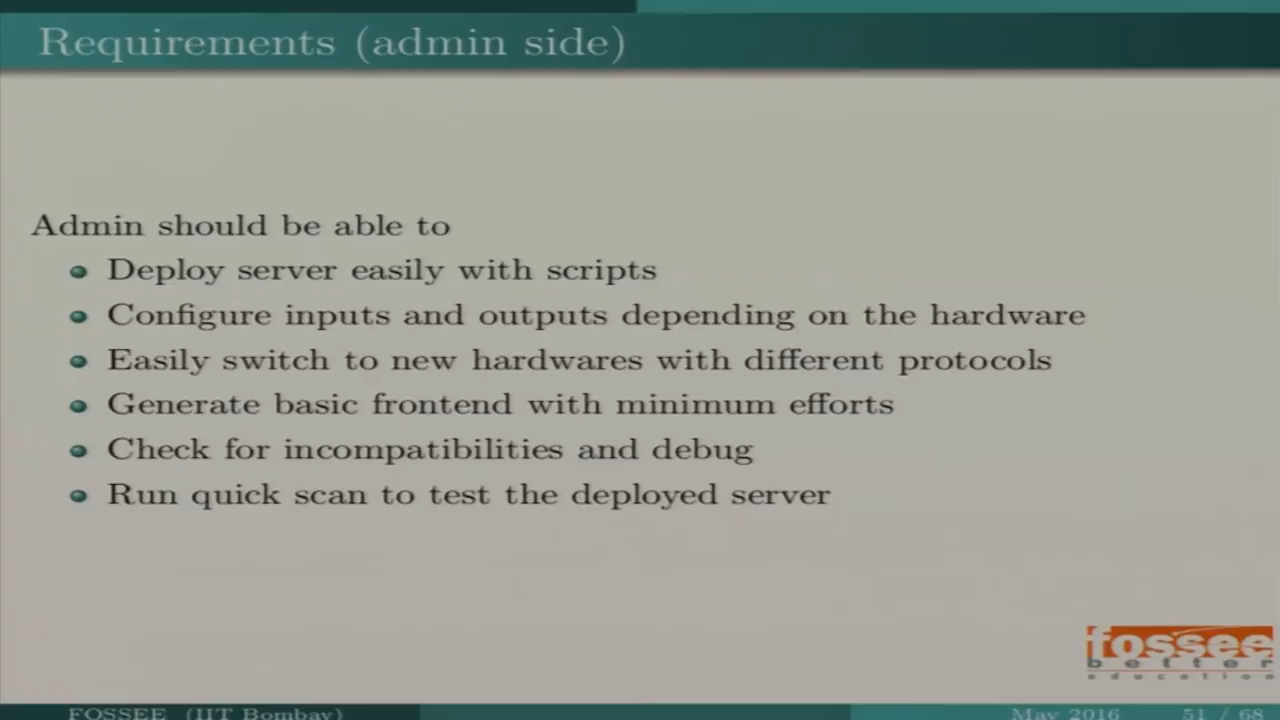 Requirements (admin side)
Admin should be able to
Deploy server easily with scripts
Configure inputs and outputs depending on the hardware
Easily switch to new hardwares with different protocols
Generate basic frontend with minimum efforts
Check for incompatibilities and debug
Run quick scan to test the deployed server
fossee
better
education
FOSSEE (IIT Bombay)
May 2016
51 / 68